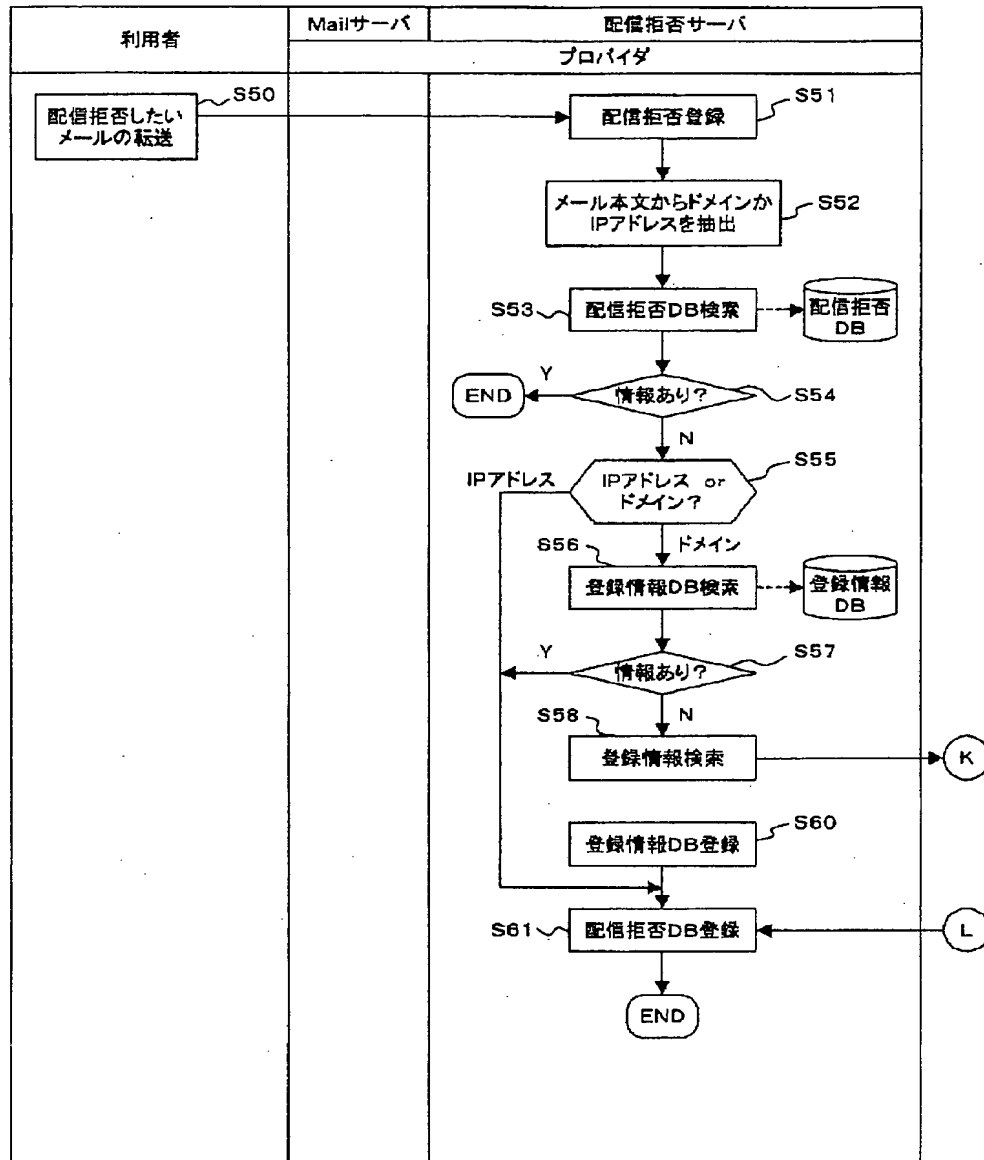 利用者
Mailサーバ
配信拒否サーバ
プロバイダ
配信拒否したい
メールの転送
S50
配信拒否登録
S51
メール本文からドメインか
IPアドレスを抽出
S52
S53
配信拒否DB検索
配信拒否
DB
END
Y
情報あり?
S54
N
S55
IPアドレス
IPアドレス or
ドメイン?
S56
ドメイン
登録情報DB検索
登録情報
DB
Y
情報あり?
S57
S58
N
登録情報検索
K
S60
登録情報DB登録
S61
配信拒否DB登録
L
END